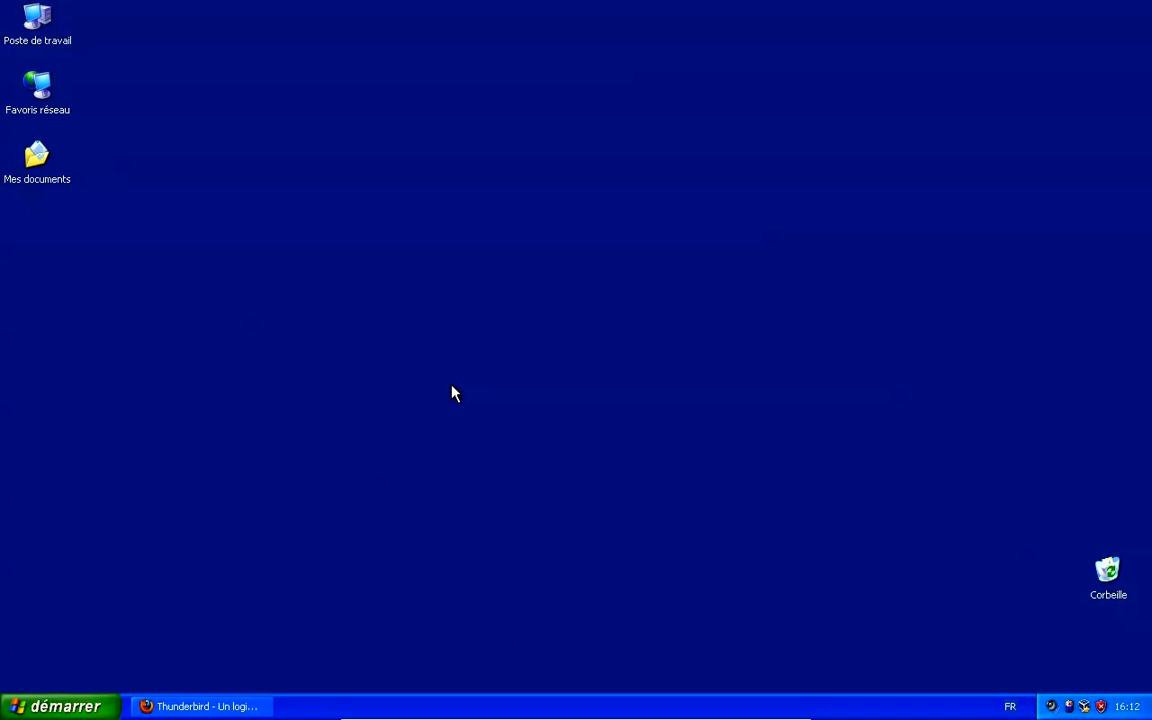 Poste de travail
Favoris réseau
Mes documents
Corbeille
démarrer
Thunderbird - Un logi...
FR
16:12